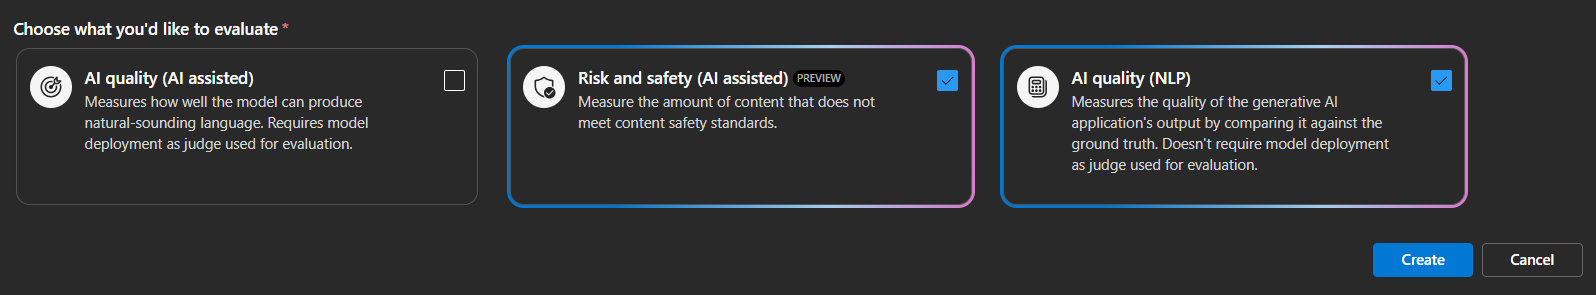 Choose what you'd like to evaluate *
AI quality (AI assisted)
Measures how well the model can produce
natural-sounding language. Requires model
deployment as judge used for evaluation.
Risk and safety (AI assisted) PREVIEW
Measure the amount of content that does not
meet content safety standards.
AI quality (NLP)
Measures the quality of the generative AI
application's output by comparing it against the
ground truth. Doesn't require model deployment
as judge used for evaluation.
Create
Cancel